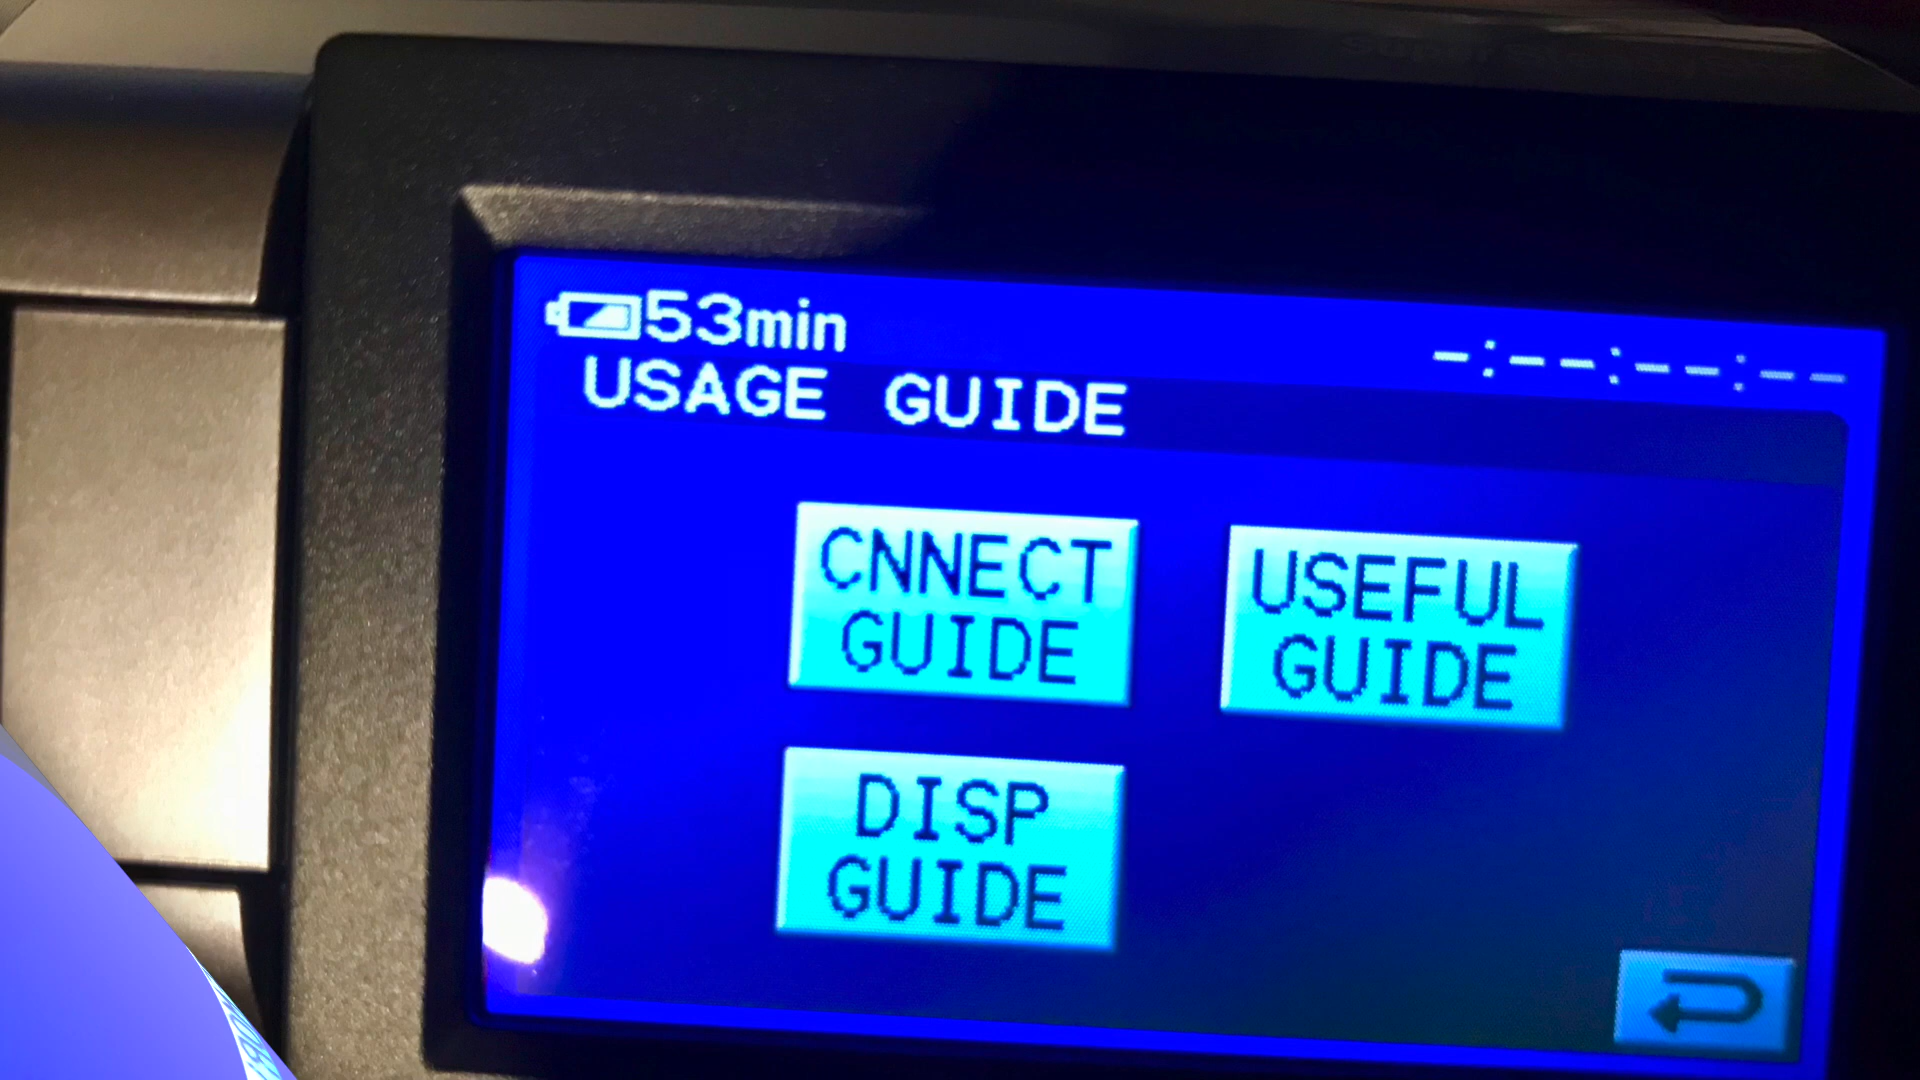 53min
-:--:--:--
USAGE GUIDE
CNNECT
GUIDE
USEFUL
GUIDE
DISP
GUIDE